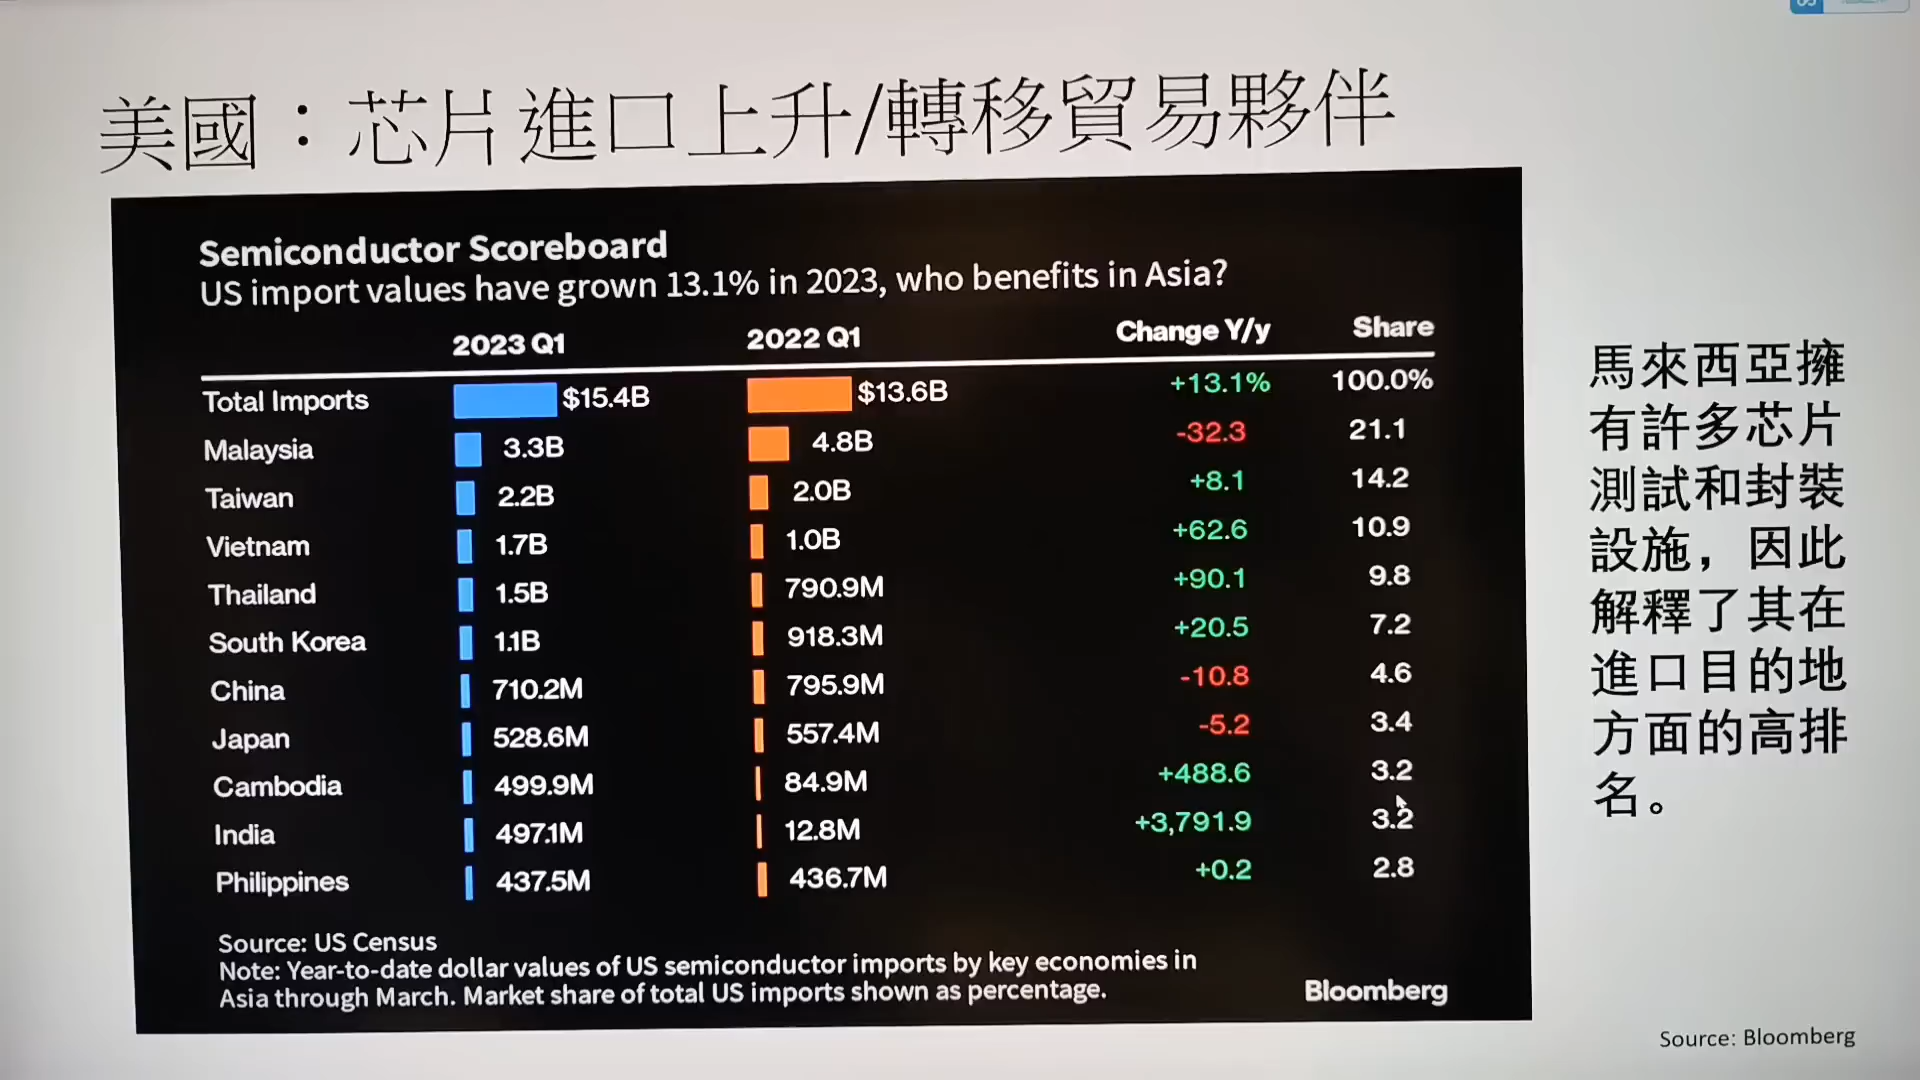 美國：芯片進口上升/轉移貿易夥伴
Semiconductor Scoreboard
US import values have grown 13.1% in 2023, who benefits in Asia?
2023 Q1 2022 Q1 Change Y/y Share
Total Imports $15.4B $13.6B +13.1% 100.0%
Malaysia 3.3B 4.8B -32.3 21.1
Taiwan 2.2B 2.0B +8.1 14.2
Vietnam 1.7B 1.0B +62.6 10.9
Thailand 1.5B 790.9M +90.1 9.8
South Korea 1.1B 918.3M +20.5 7.2
China 710.2M 795.9M -10.8 4.6
Japan 528.6M 557.4M -5.2 3.4
Cambodia 499.9M 84.9M +488.6 3.2
India 497.1M 12.8M +3,791.9 3.2
Philippines 437.5M 436.7M +0.2 2.8
Source: US Census
Note: Year-to-date dollar values of US semiconductor imports by key economies in
Asia through March. Market share of total US imports shown as percentage.
Bloomberg
馬來西亞擁
有許多芯片
測試和封裝
設施，因此
解釋了其在
進口目的地
方面的高排
名。
Source: Bloomberg